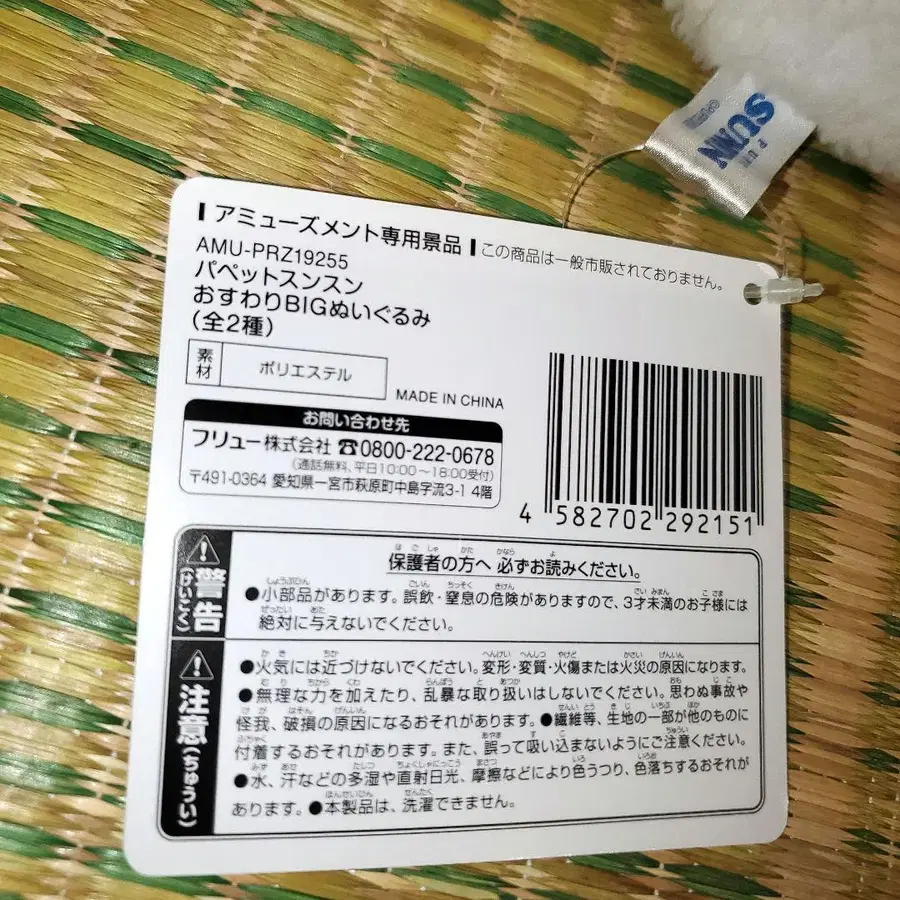 SUN
FUN
アミューズメント専用景品 この商品は一般市販されておりません。
AMU-PRZ19255
パペットスンスン
おすわりBIGぬいぐるみ
(全2種)
素材 ポリエステル
MADE IN CHINA
お問い合わせ先
フリュー株式会社 ☎0800-222-0678
(通話無料、平日10:00〜18:00受付)
〒491-0364 愛知県一宮市萩原町中島字流3-1 4階
4 582702 292151
警告(けいこく)
保護者の方へ 必ずお読みください。
●小部品があります。誤飲・窒息の危険がありますので、3才未満のお子様には
絶対に与えないでください。
注意(ちゅうい)
●火気には近づけないでください。変形・変質・火傷または火災の原因になります。
●無理な力を加えたり、乱暴な取り扱いはしないでください。思わぬ事故や
怪我、破損の原因になるおそれがあります。●繊維等、生地の一部が他のものに
付着するおそれがあります。また、誤って吸い込まないようにご注意ください。
●水、汗などの多湿や直射日光、摩擦などにより色うつり、色落ちするおそれが
あります。●本製品は、洗濯できません。